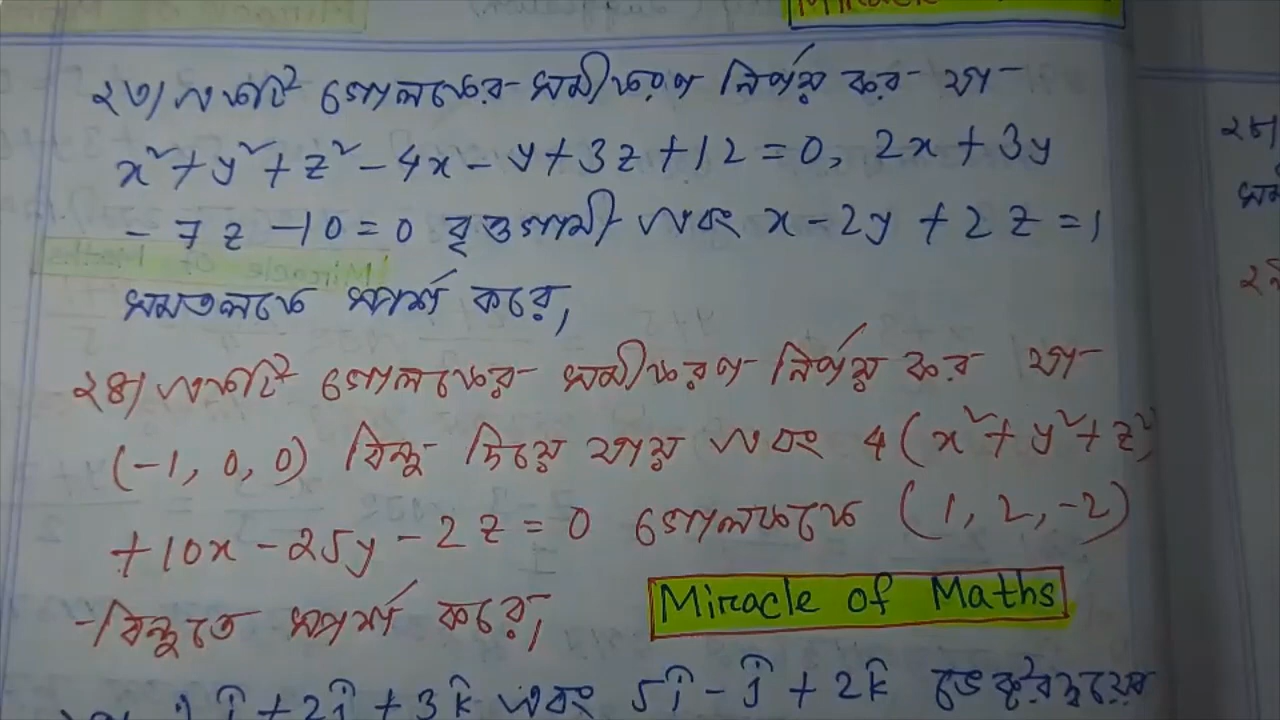 ২৩। একটি গোলকের সমীকরণ নির্ণয় কর যা
x²+y²+z²-4x-y+3z+12=0, 2x+3y
-7z-10=0 বৃত্তগামী এবং x-2y+2z=1
সমতলকে স্পর্শ করে,
২৪। একটি গোলকের সমীকরণ নির্ণয় কর যা
(-1, 0, 0) বিন্দু দিয়ে যায় এবং 4(x²+y²+z²)
+10x-25y-2z=0 গোলককে (1, 2, -2)
বিন্দুতে স্পর্শ করে,
Miracle of Maths
î+2ĵ+3k̂ এবং 5î-ĵ+2k̂ ভেক্টরদ্বয়ের
২৮।